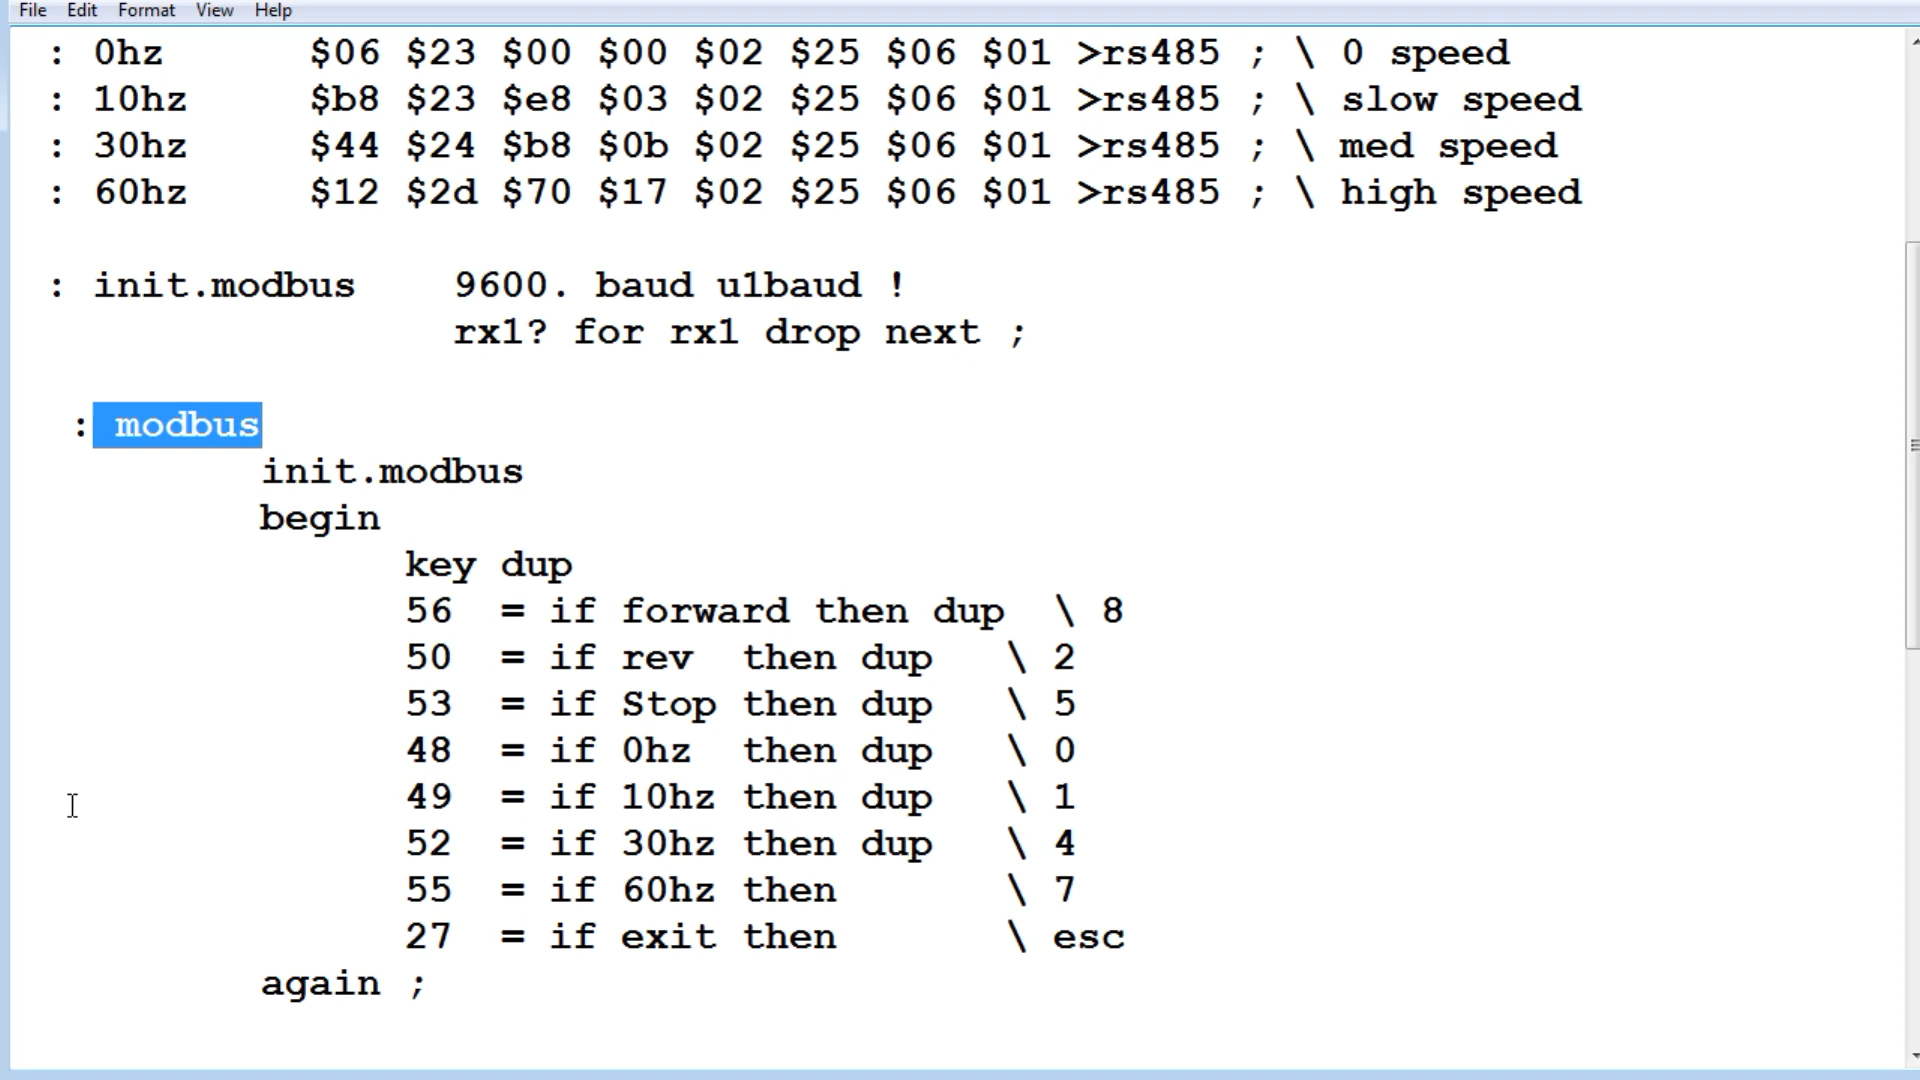 File Edit Format View Help
: 0hz $06 $23 $00 $00 $02 $25 $06 $01 >rs485 ; \ 0 speed
: 10hz $b8 $23 $e8 $03 $02 $25 $06 $01 >rs485 ; \ slow speed
: 30hz $44 $24 $b8 $0b $02 $25 $06 $01 >rs485 ; \ med speed
: 60hz $12 $2d $70 $17 $02 $25 $06 $01 >rs485 ; \ high speed
: init.modbus 9600. baud u1baud !
rx1? for rx1 drop next ;
: modbus
init.modbus
begin
key dup
56 = if forward then dup \ 8
50 = if rev then dup \ 2
53 = if Stop then dup \ 5
48 = if 0hz then dup \ 0
49 = if 10hz then dup \ 1
52 = if 30hz then dup \ 4
55 = if 60hz then \ 7
27 = if exit then \ esc
again ;